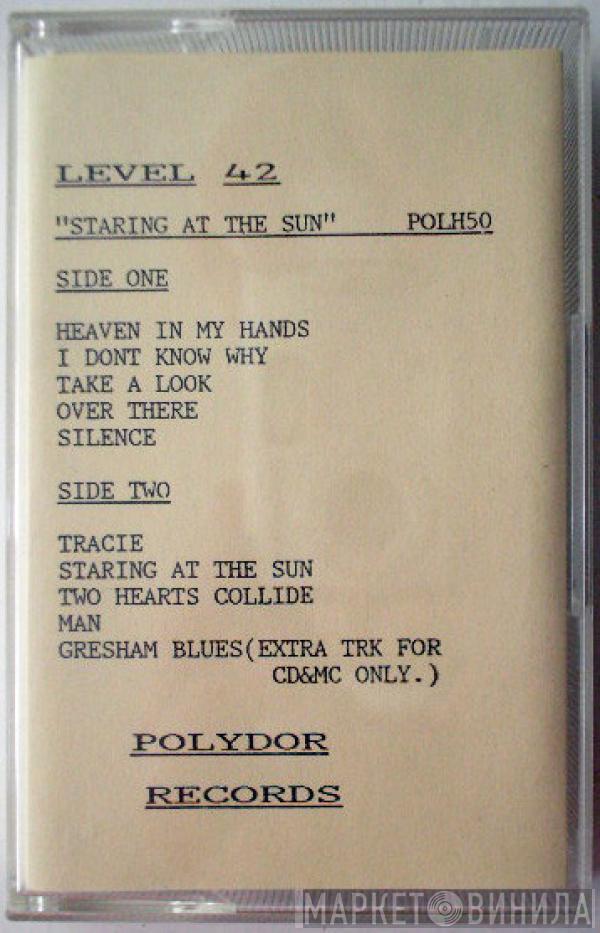 LEVEL 42
"STARING AT THE SUN" POLH50
SIDE ONE
HEAVEN IN MY HANDS
I DONT KNOW WHY
TAKE A LOOK
OVER THERE
SILENCE
SIDE TWO
TRACIE
STARING AT THE SUN
TWO HEARTS COLLIDE
MAN
GRESHAM BLUES(EXTRA TRK FOR
CD&MC ONLY.)
POLYDOR
RECORDS
МАРКЕТ ВИНИЛА